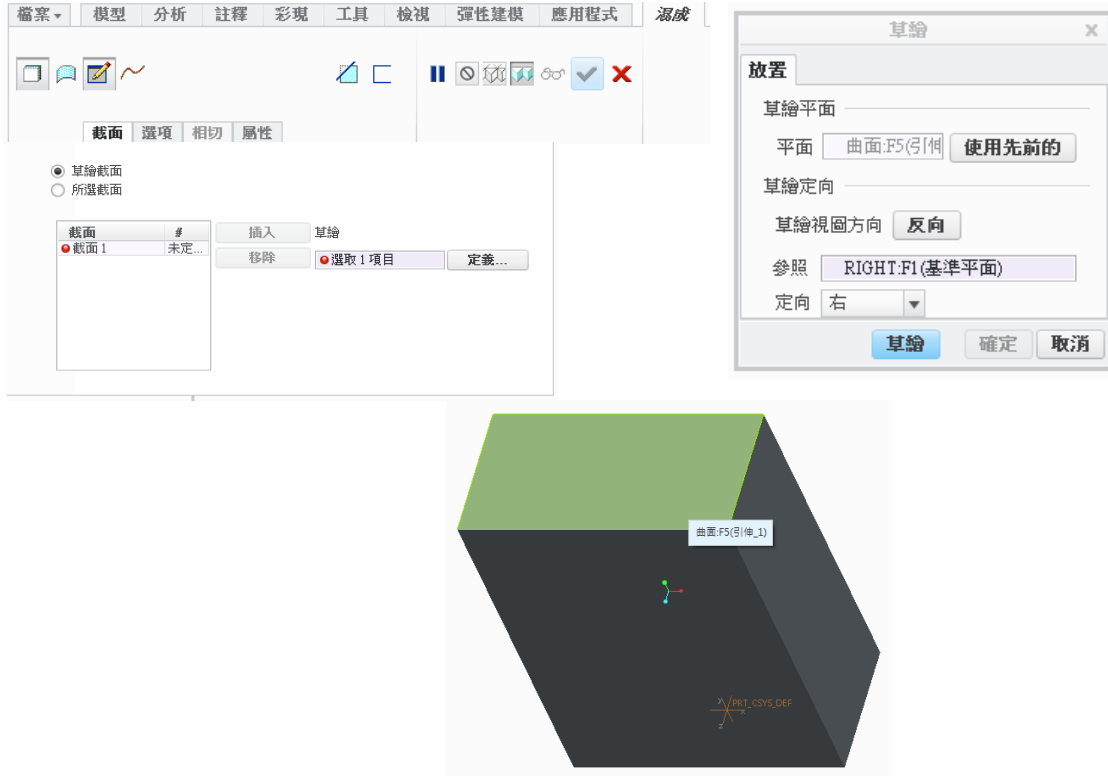 檔案 模型 分析 註釋 彩現 工具 檢視 彈性建模 應用程式 混成
截面 選項 相切 屬性
草繪截面
所選截面
截面 #
截面 1 未定...
插入 草繪
移除 選取 1 項目 定義...
草繪
放置
草繪平面
平面 曲面:F5(引伸 使用先前的
草繪定向
草繪視圖方向 反向
參照 RIGHT:F1(基準平面)
定向 右
草繪 確定 取消
曲面:F5(引伸_1)
y PRT_CSYS_DEF
x
z